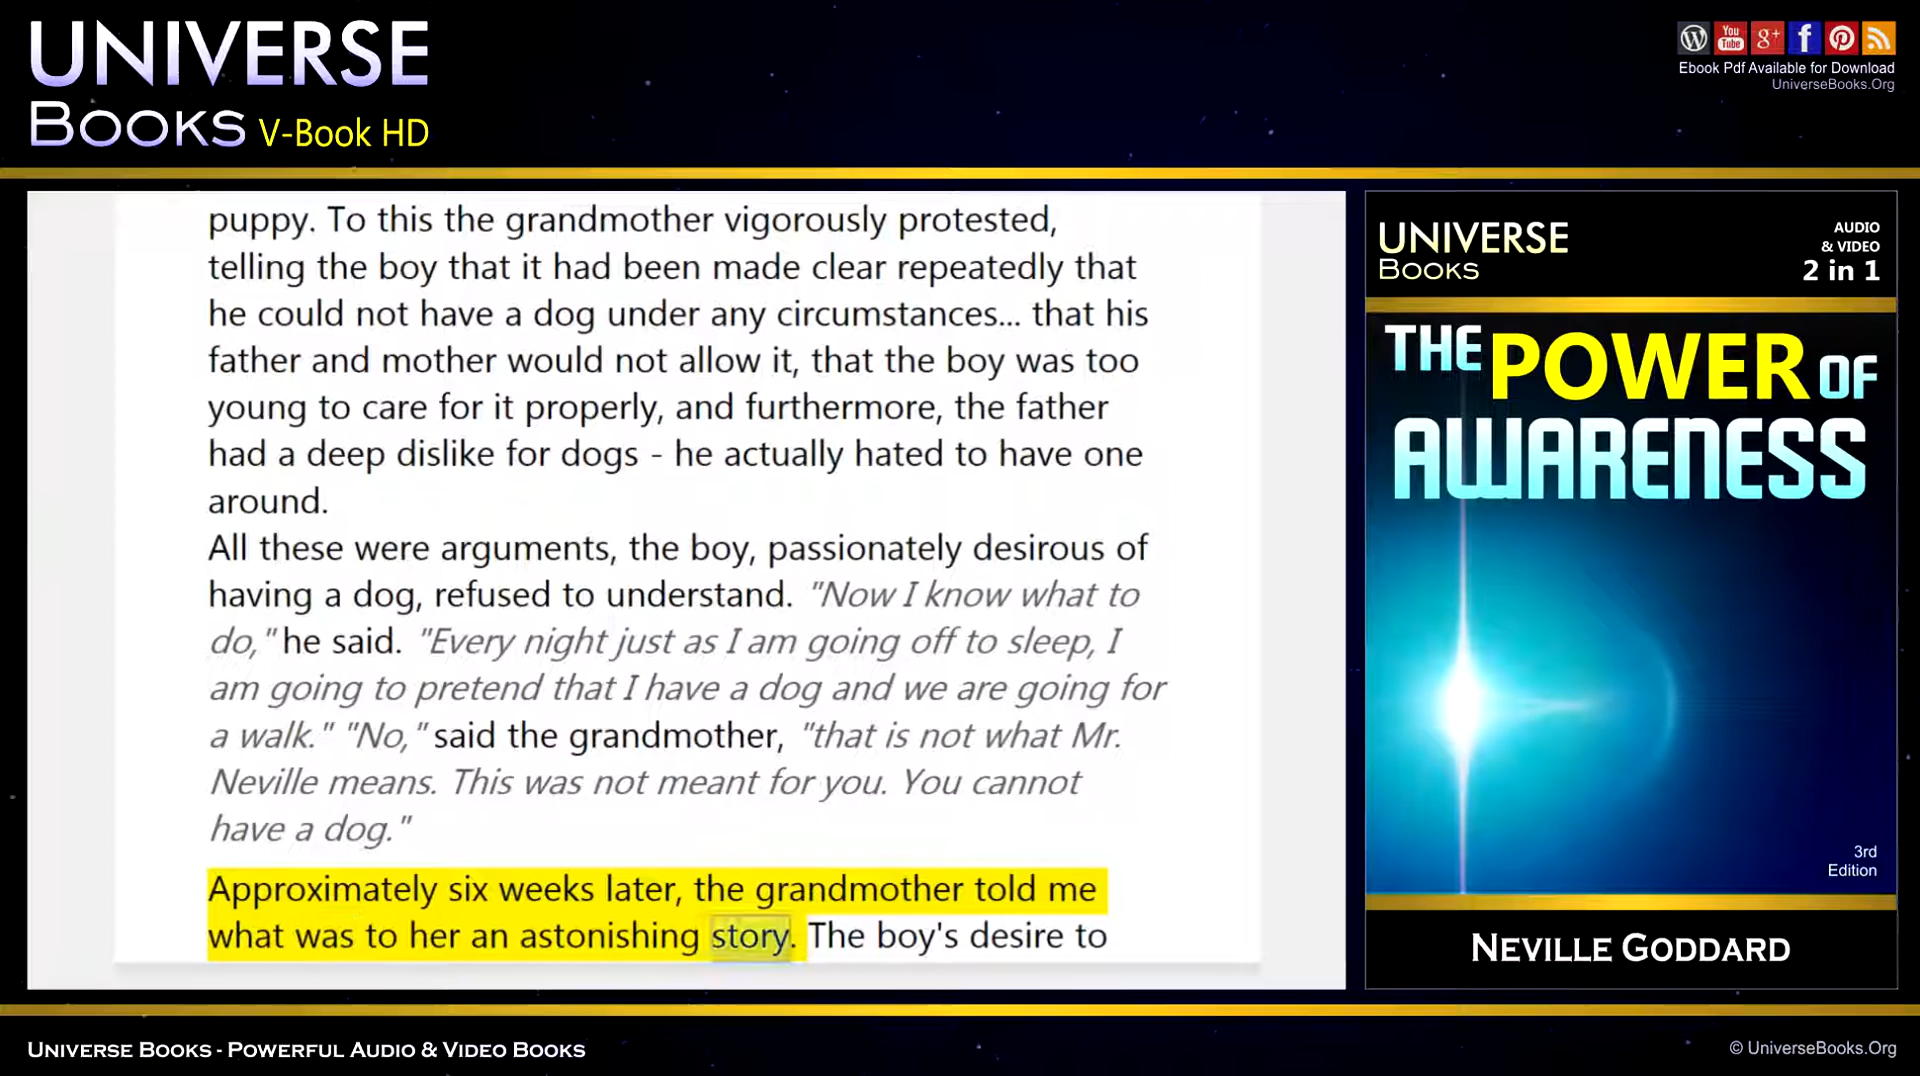 UNIVERSE
BOOKS V-Book HD
You
Tube
g+
Ebook Pdf Available for Download
UniverseBooks.Org
puppy. To this the grandmother vigorously protested,
telling the boy that it had been made clear repeatedly that
he could not have a dog under any circumstances... that his
father and mother would not allow it, that the boy was too
young to care for it properly, and furthermore, the father
had a deep dislike for dogs - he actually hated to have one
around.
All these were arguments, the boy, passionately desirous of
having a dog, refused to understand. "Now I know what to
do," he said. "Every night just as I am going off to sleep, I
am going to pretend that I have a dog and we are going for
a walk." "No," said the grandmother, "that is not what Mr.
Neville means. This was not meant for you. You cannot
have a dog."
Approximately six weeks later, the grandmother told me
what was to her an astonishing story. The boy's desire to
UNIVERSE
BOOKS
AUDIO
& VIDEO
2 in 1
THE POWER OF
AWARENESS
3rd
Edition
NEVILLE GODDARD
UNIVERSE BOOKS - POWERFUL AUDIO & VIDEO BOOKS
© UniverseBooks.Org